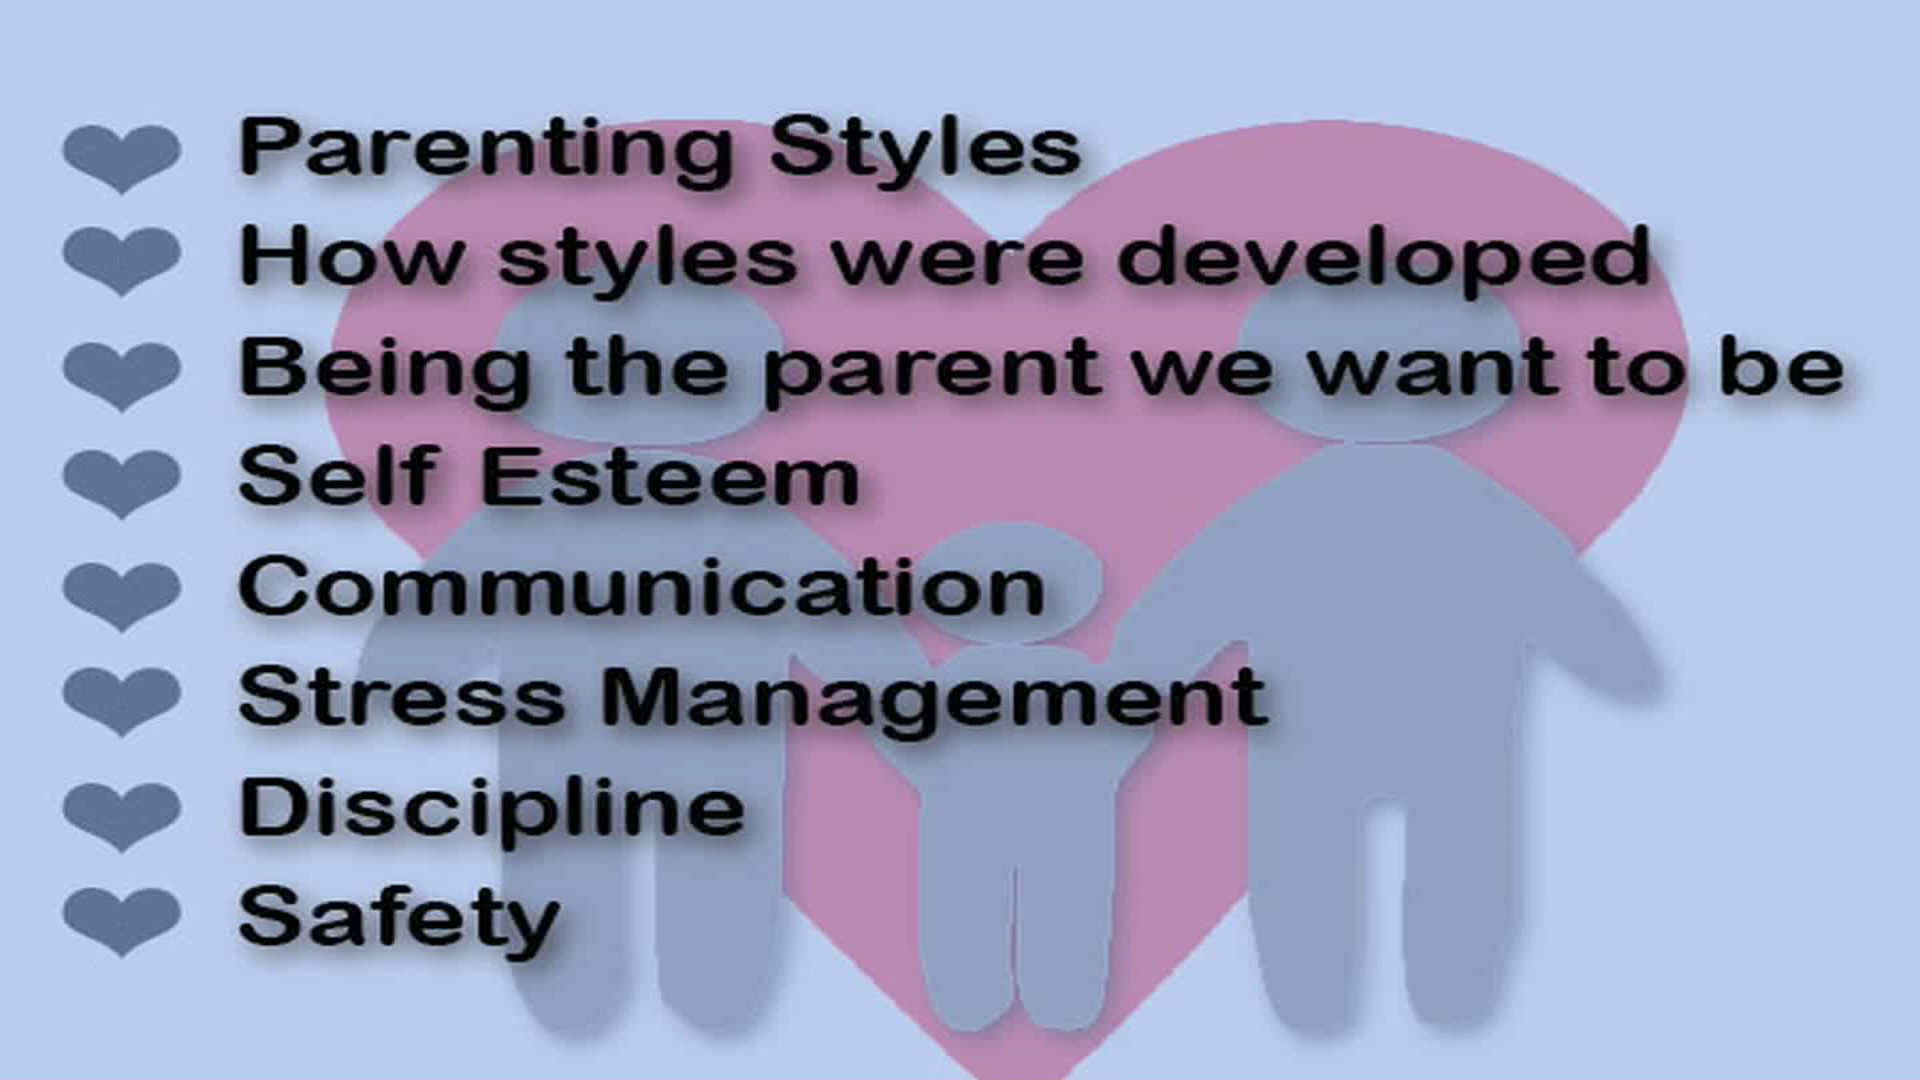 Parenting Styles
How styles were developed
Being the parent we want to be
Self Esteem
Communication
Stress Management
Discipline
Safety